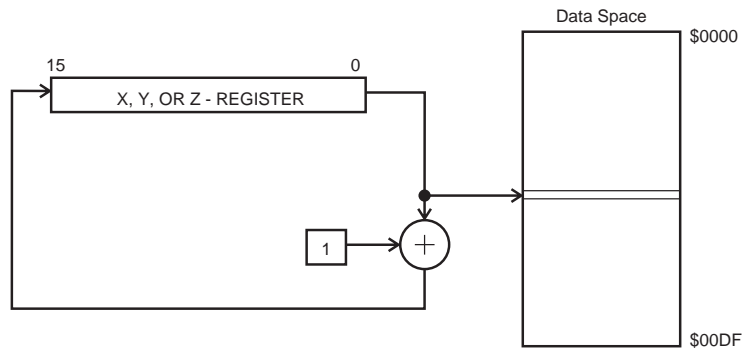 Data Space
$0000
15
0
X, Y, OR Z - REGISTER
1
+
$00DF